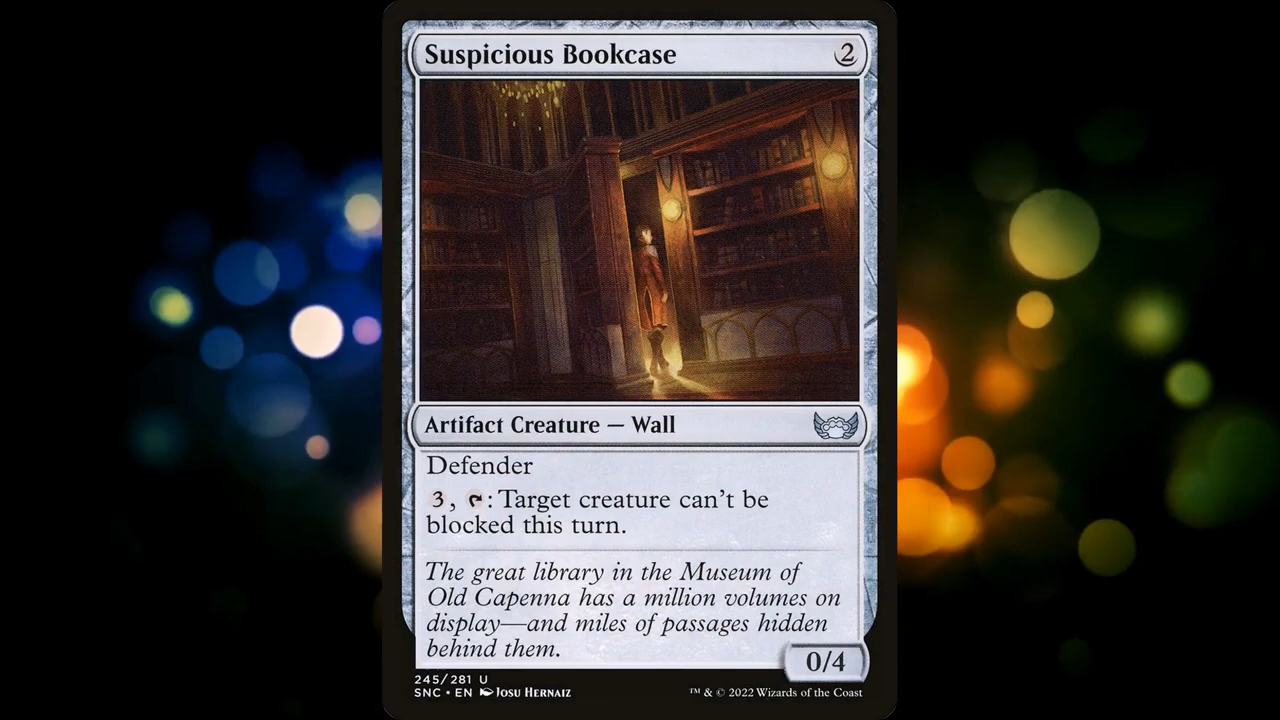 Suspicious Bookcase 2
Artifact Creature — Wall
Defender
3, : Target creature can't be
blocked this turn.
The great library in the Museum of
Old Capenna has a million volumes on
display—and miles of passages hidden
behind them.
0/4
245/281 U
SNC • EN Josu Hernaiz
™ & © 2022 Wizards of the Coast